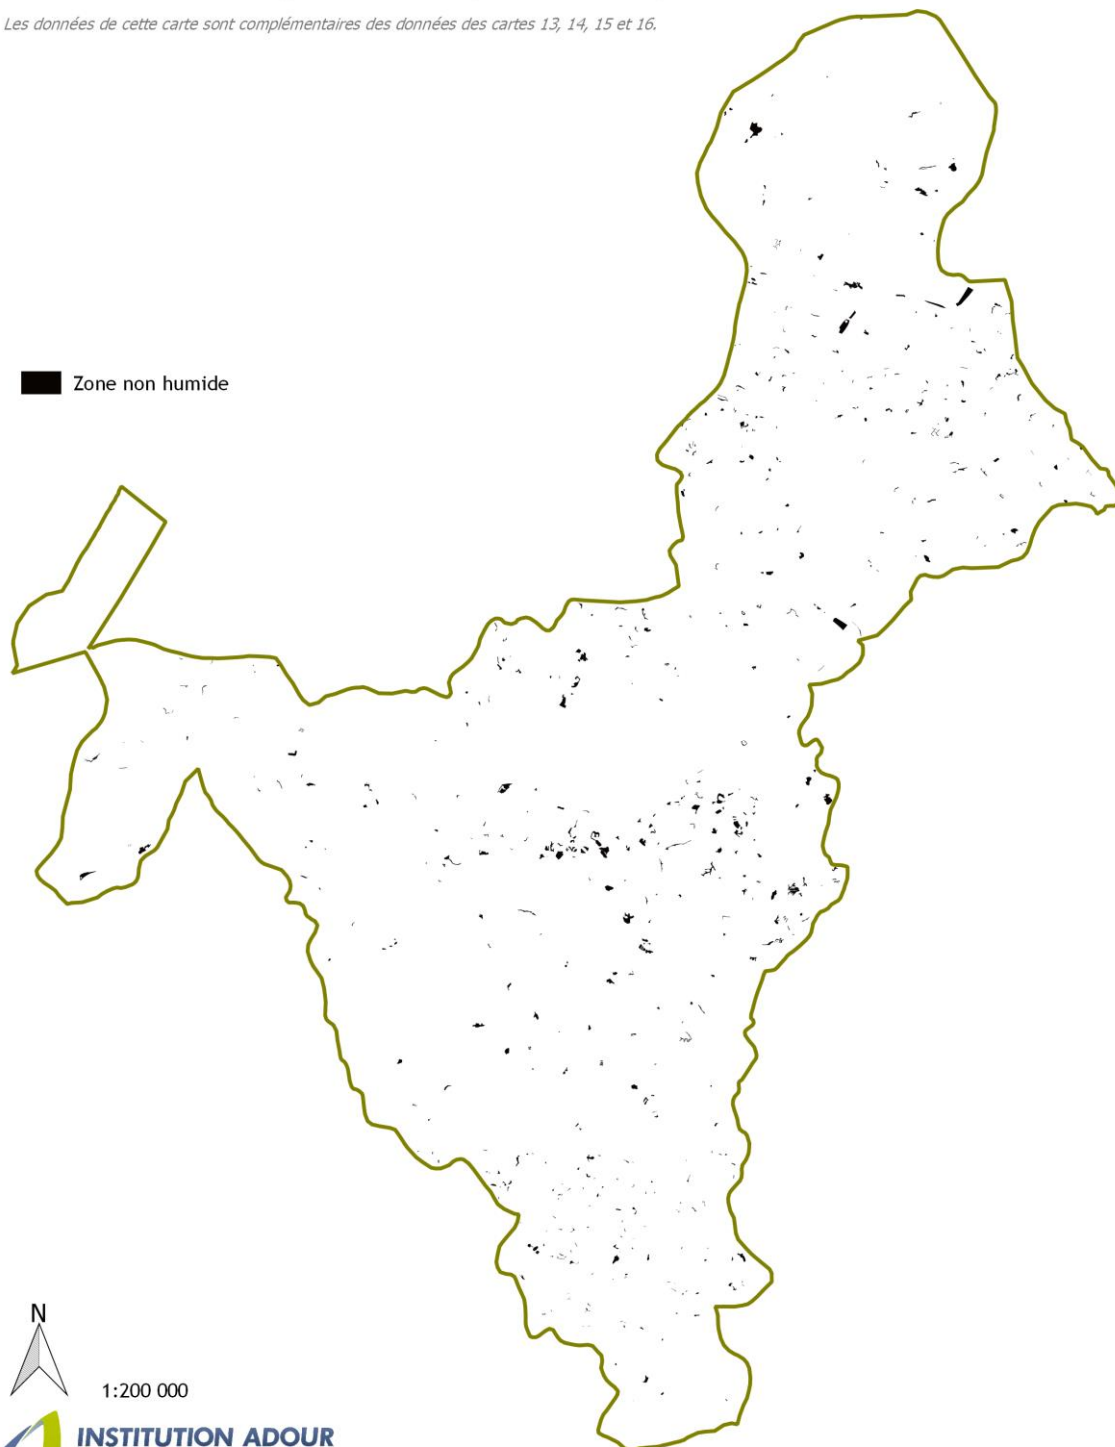 Les données de cette carte sont complémentaires des données des cartes 13, 14, 15 et 16.
Zone non humide
N
1:200 000
INSTITUTION ADOUR